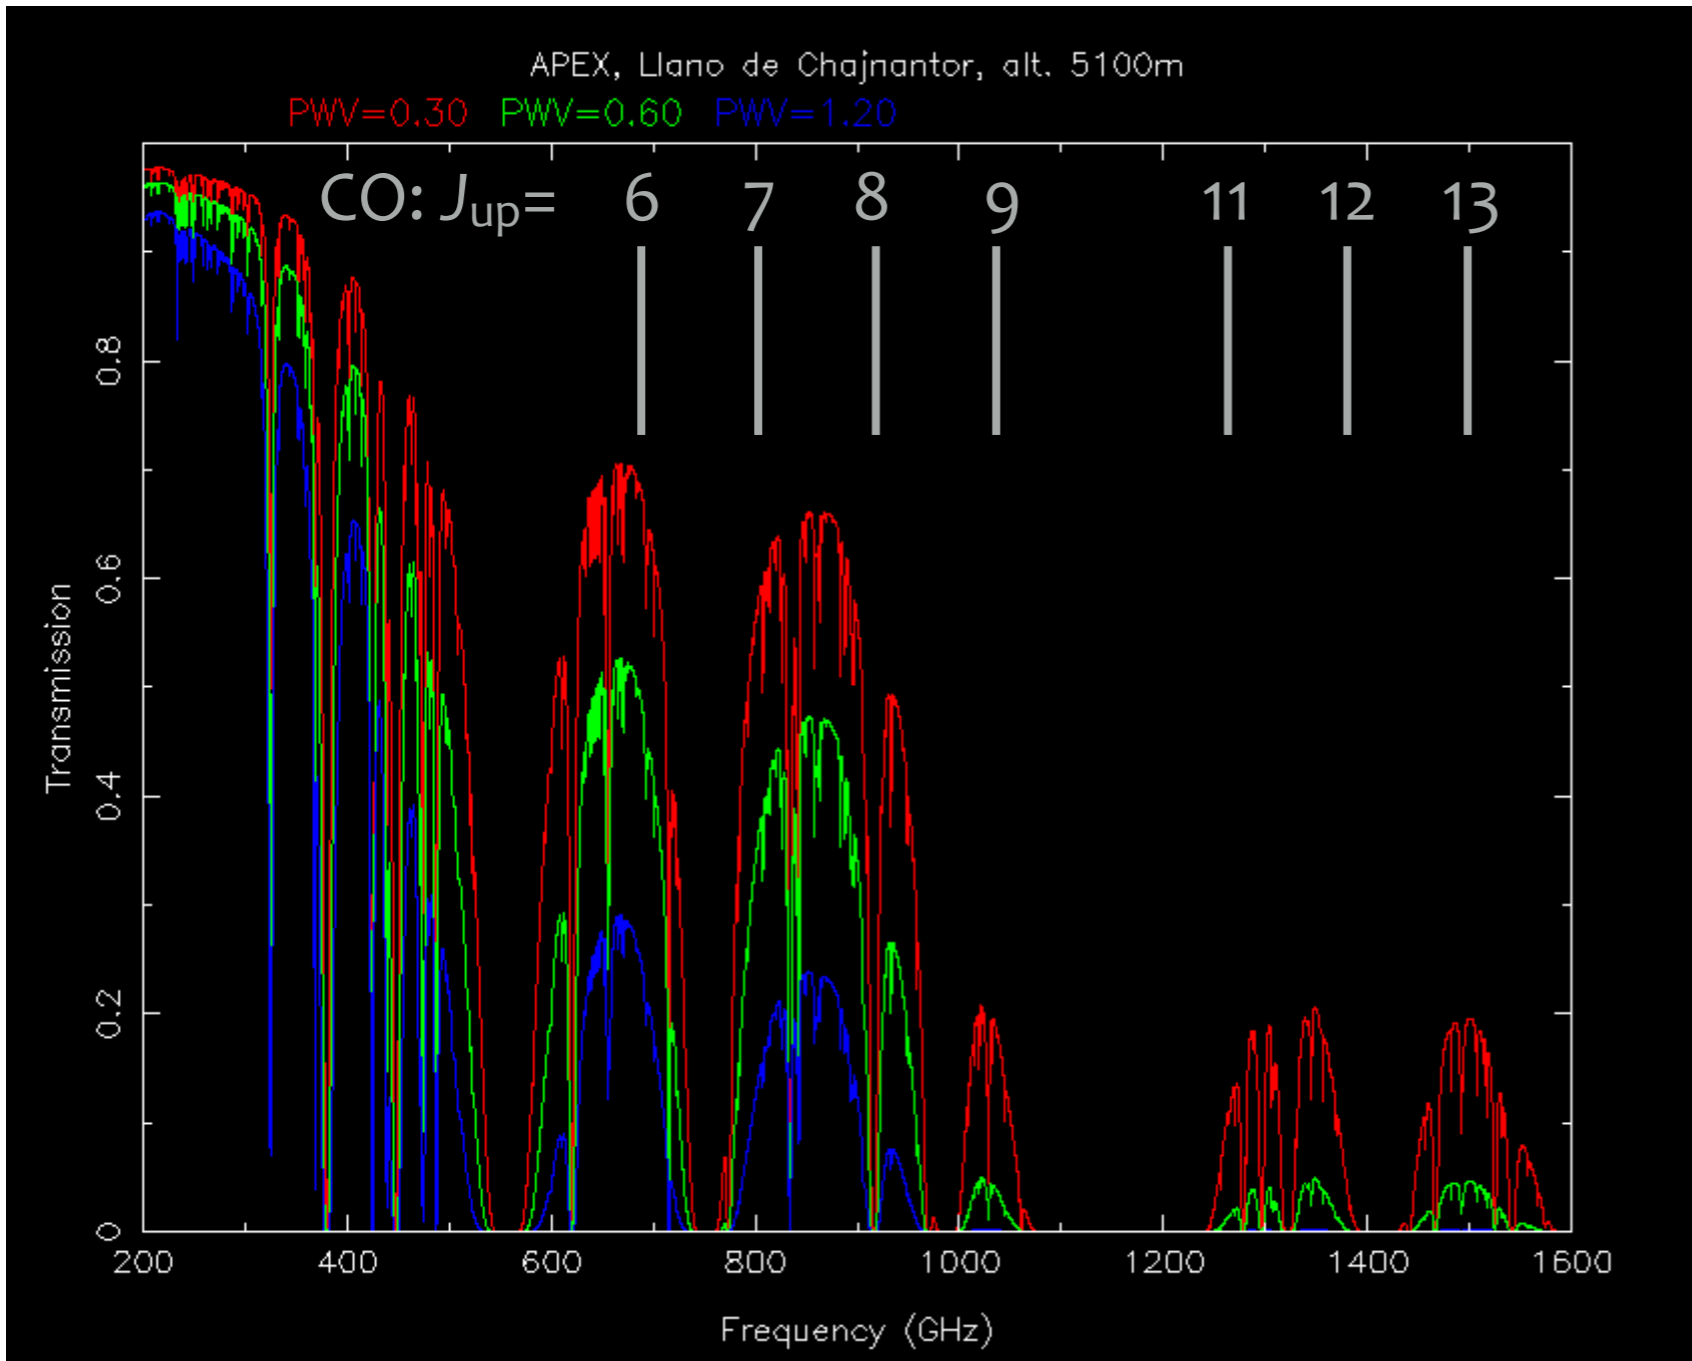 APEX, Llano de Chajnantor, alt. 5100m
PWV=0.30 PWV=0.60 PWV=1.20
CO: Jup= 6 7 8 9 11 12 13
0.8
0.6
0.4
0.2
0
Transmission
200 400 600 800 1000 1200 1400 1600
Frequency (GHz)